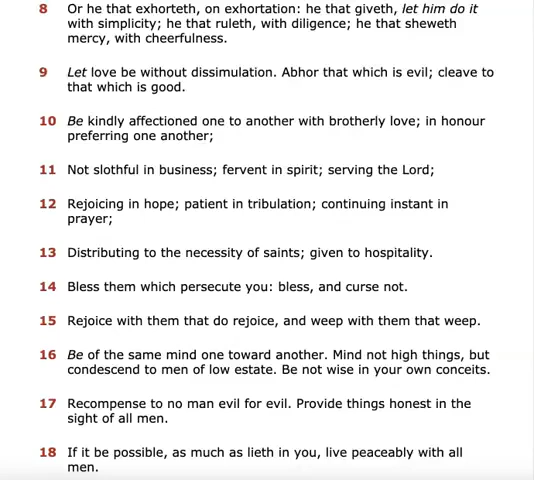 8 Or he that exhorteth, on exhortation: he that giveth, let him do it
with simplicity; he that ruleth, with diligence; he that sheweth
mercy, with cheerfulness.
9 Let love be without dissimulation. Abhor that which is evil; cleave to
that which is good.
10 Be kindly affectioned one to another with brotherly love; in honour
preferring one another;
11 Not slothful in business; fervent in spirit; serving the Lord;
12 Rejoicing in hope; patient in tribulation; continuing instant in
prayer;
13 Distributing to the necessity of saints; given to hospitality.
14 Bless them which persecute you: bless, and curse not.
15 Rejoice with them that do rejoice, and weep with them that weep.
16 Be of the same mind one toward another. Mind not high things, but
condescend to men of low estate. Be not wise in your own conceits.
17 Recompense to no man evil for evil. Provide things honest in the
sight of all men.
18 If it be possible, as much as lieth in you, live peaceably with all
men.